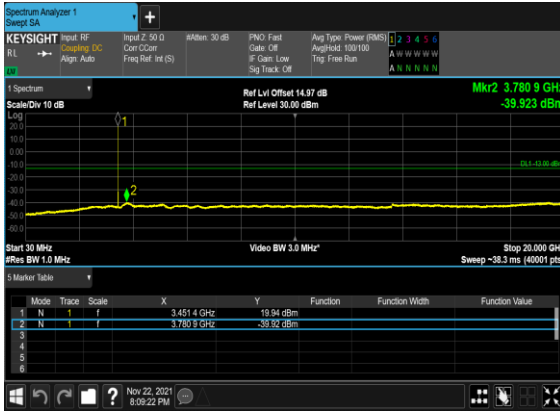 Spectrum Analyzer 1
Swept SA
+
KEYSIGHT
RL
Input: RF
Coupling: DC
Align: Auto
Input Z: 50 Ω
Corr CCorr
Freq Ref: Int (S)
#Atten: 30 dB
PNO: Fast
Gate: Off
IF Gain: Low
Sig Track: Off
Avg Type: Power (RMS)
Avg|Hold: 100/100
Trig: Free Run
1 2 3 4 5 6
A W W W W W
A N N N N N
1 Spectrum
Scale/Div 10 dB
Ref Lvl Offset 14.97 dB
Ref Level 30.00 dBm
Mkr2 3.780 9 GHz
-39.923 dBm
Log
20.0
10.0
0.00
-10.0
-20.0
-30.0
-40.0
-50.0
-60.0
1
2
DL1 -13.00 dBm
Start 30 MHz
#Res BW 1.0 MHz
Video BW 3.0 MHz*
Stop 20.000 GHz
Sweep ~38.3 ms (40001 pts)
5 Marker Table
Mode Trace Scale X Y Function Function Width Function Value
1 N 1 f 3.451 4 GHz 19.94 dBm
2 N 1 f 3.780 9 GHz -39.92 dBm
3
4
5
6
?
Nov 22, 2021
8:09:22 PM